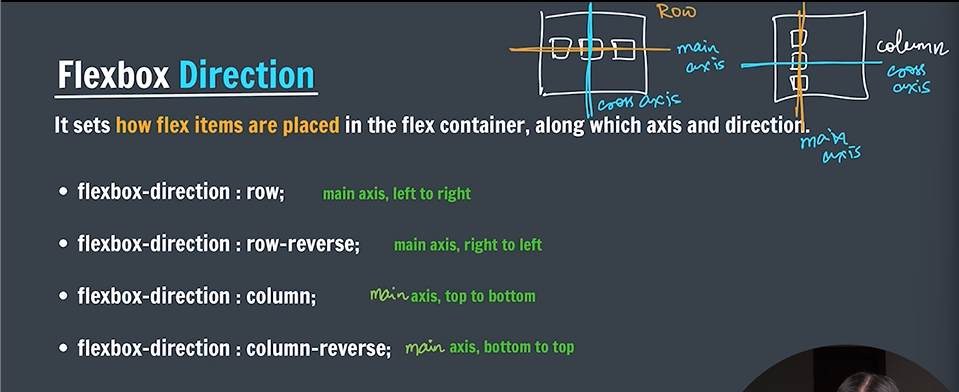 Row
main
axis
cross axis
column
cross
axis
main
axis
Flexbox Direction
It sets how flex items are placed in the flex container, along which axis and direction.
• flexbox-direction : row; main axis, left to right
• flexbox-direction : row-reverse; main axis, right to left
• flexbox-direction : column; main axis, top to bottom
• flexbox-direction : column-reverse; main axis, bottom to top